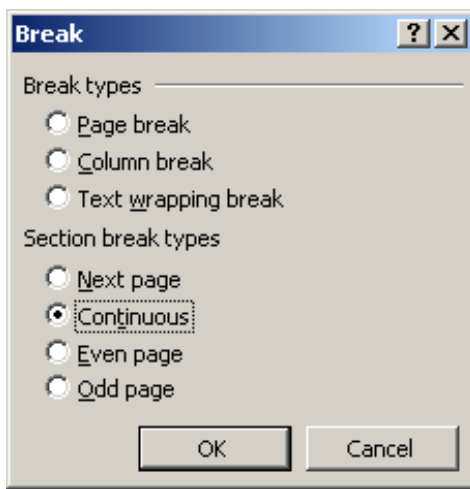 Break
Break types
Page break
Column break
Text wrapping break
Section break types
Next page
Continuous
Even page
Odd page
OK Cancel